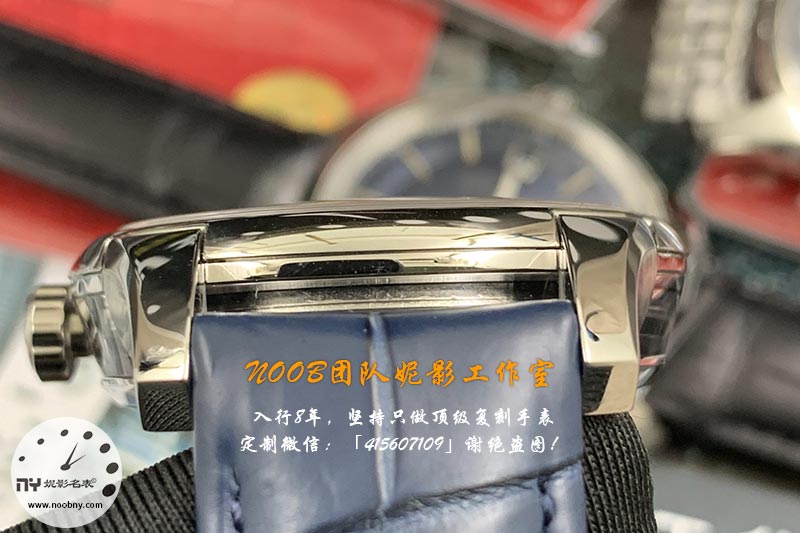 NOOB团队妮影工作室
入行8年，坚持只做顶级复刻手表
定制微信：「415607109」谢绝盗图！
NY 妮影名表®
www.noobny.com